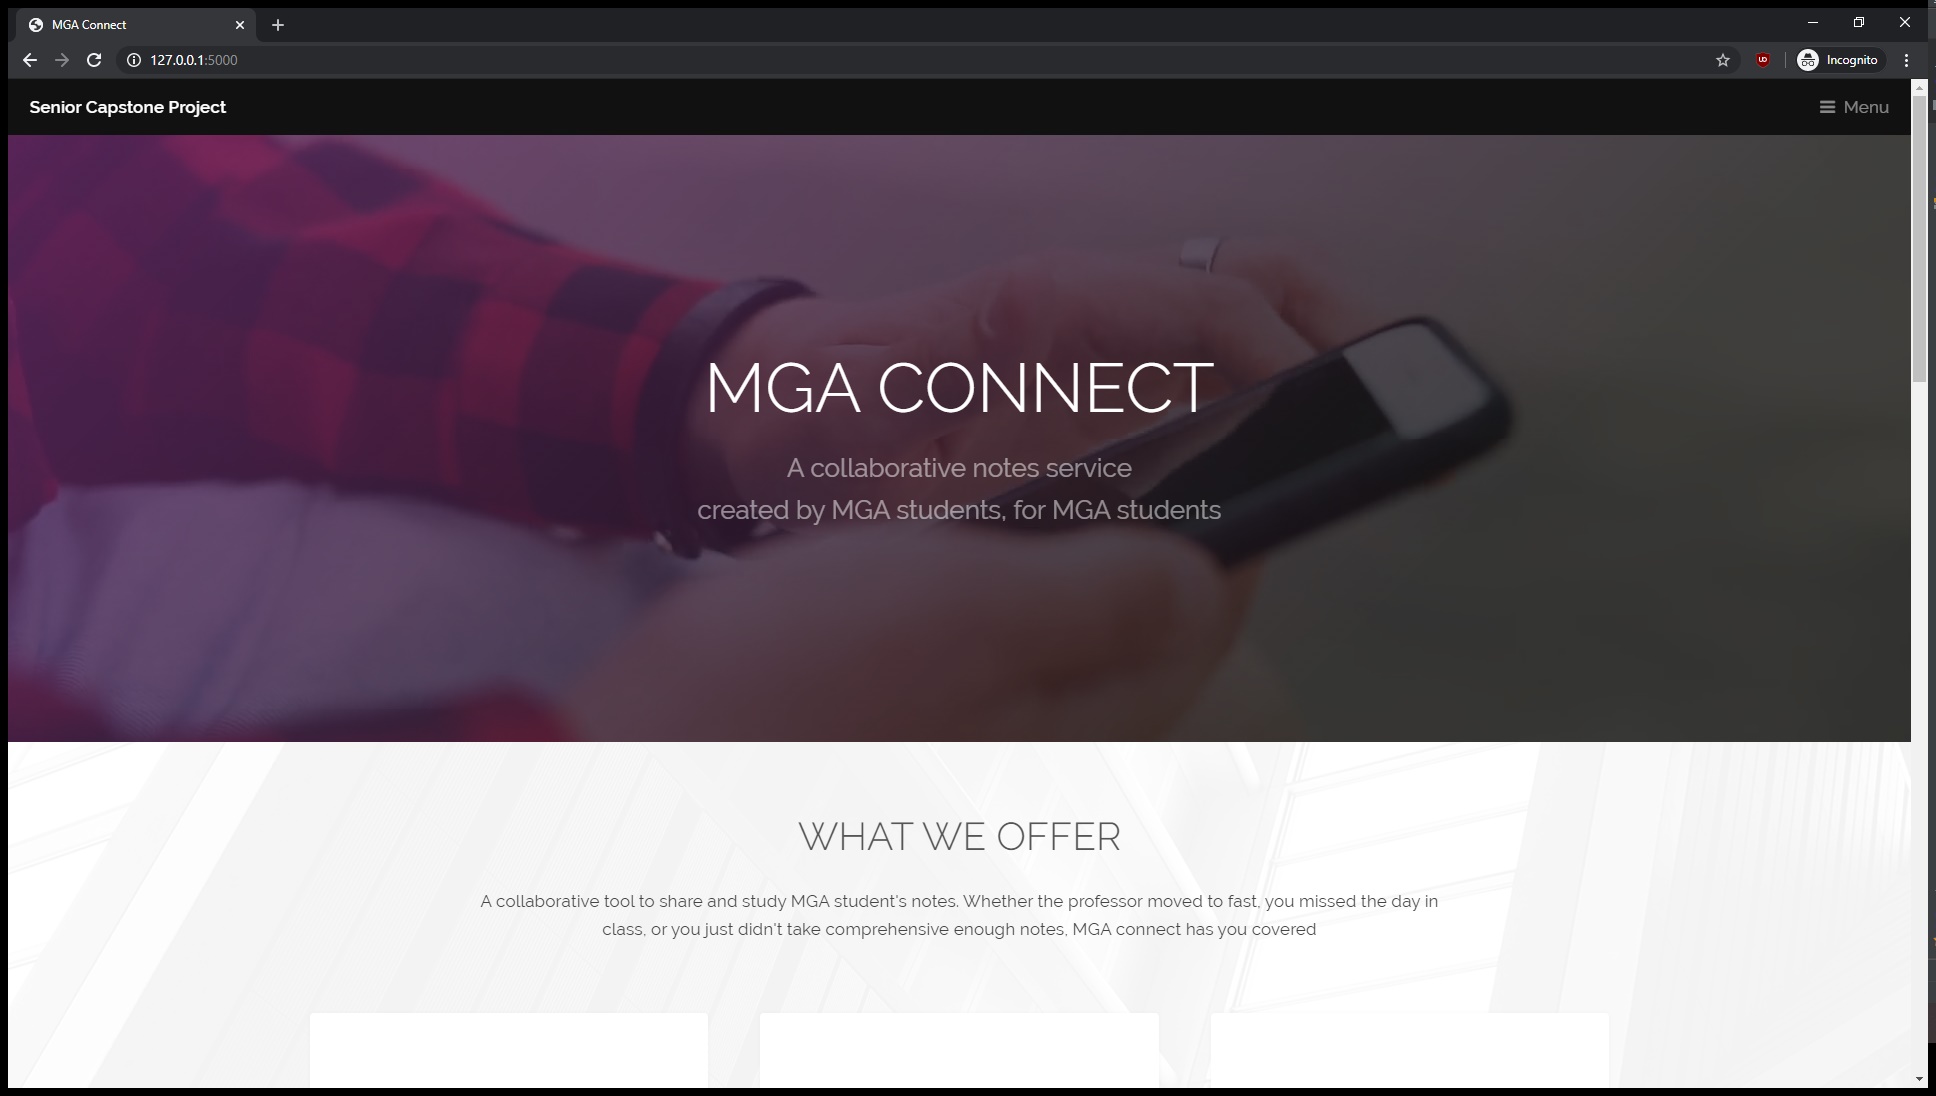 MGA Connect
127.0.0.1:5000
Incognito
Senior Capstone Project
Menu
MGA CONNECT
A collaborative notes service
created by MGA students, for MGA students
WHAT WE OFFER
A collaborative tool to share and study MGA student's notes. Whether the professor moved to fast, you missed the day in
class, or you just didn't take comprehensive enough notes, MGA connect has you covered